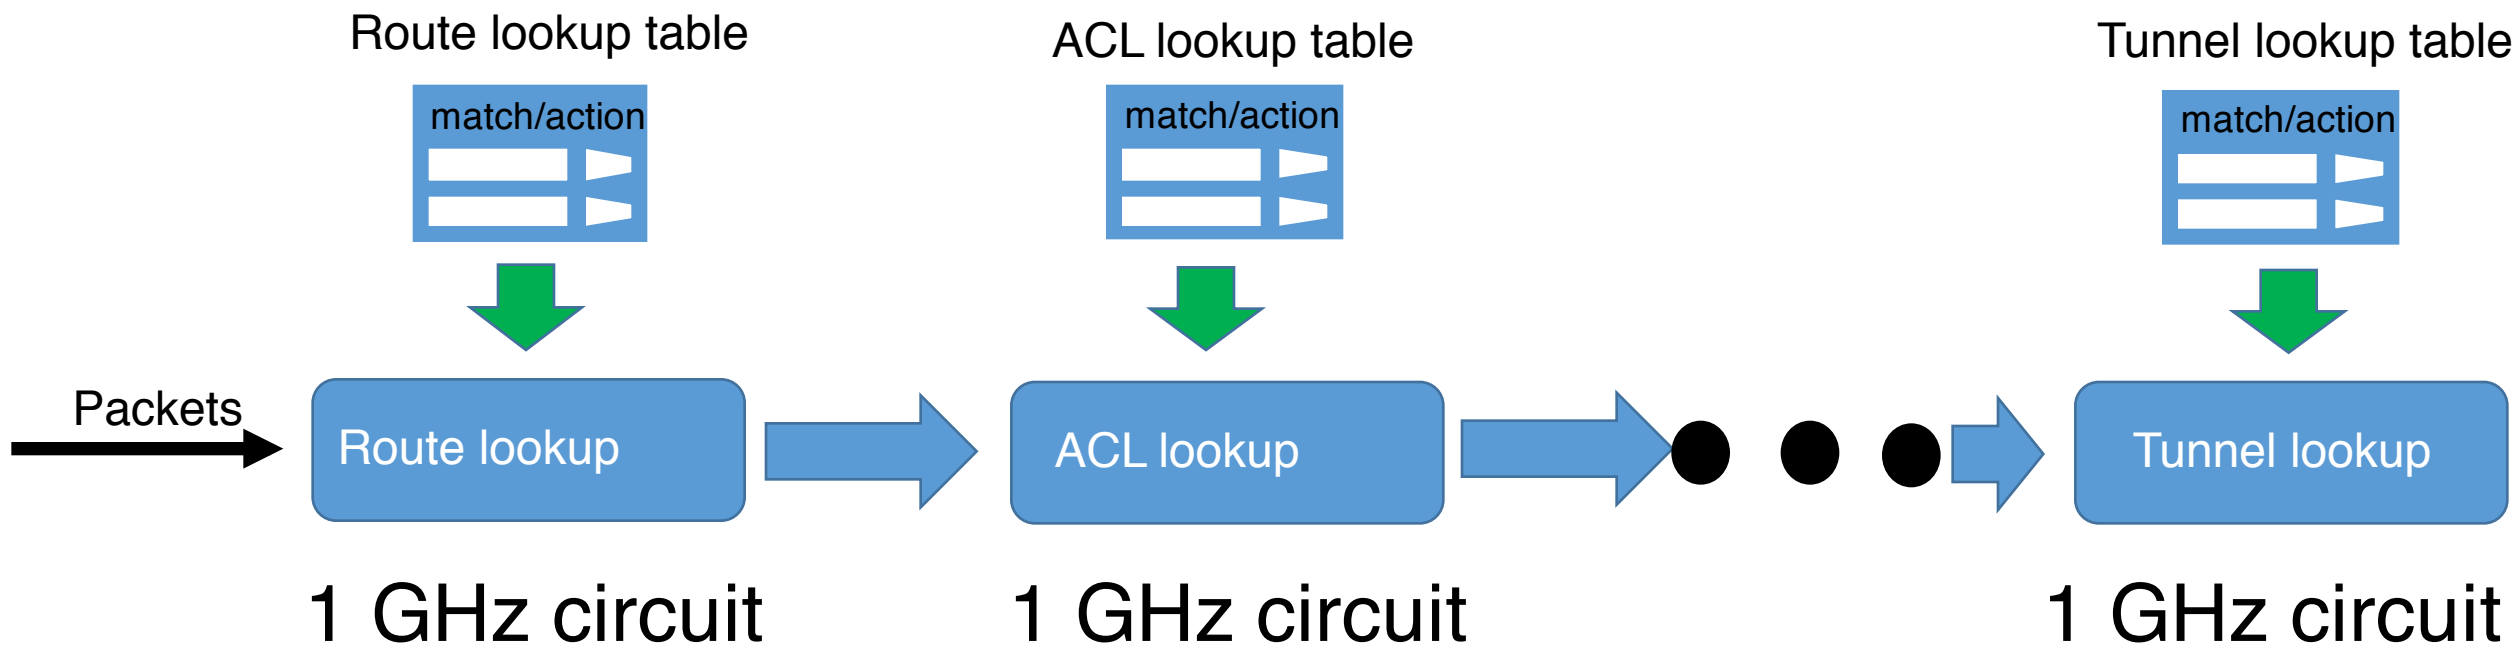 Route lookup table
ACL lookup table
Tunnel lookup table
match/action
match/action
match/action
Packets
Route lookup
ACL lookup
Tunnel lookup
1 GHz circuit
1 GHz circuit
1 GHz circuit